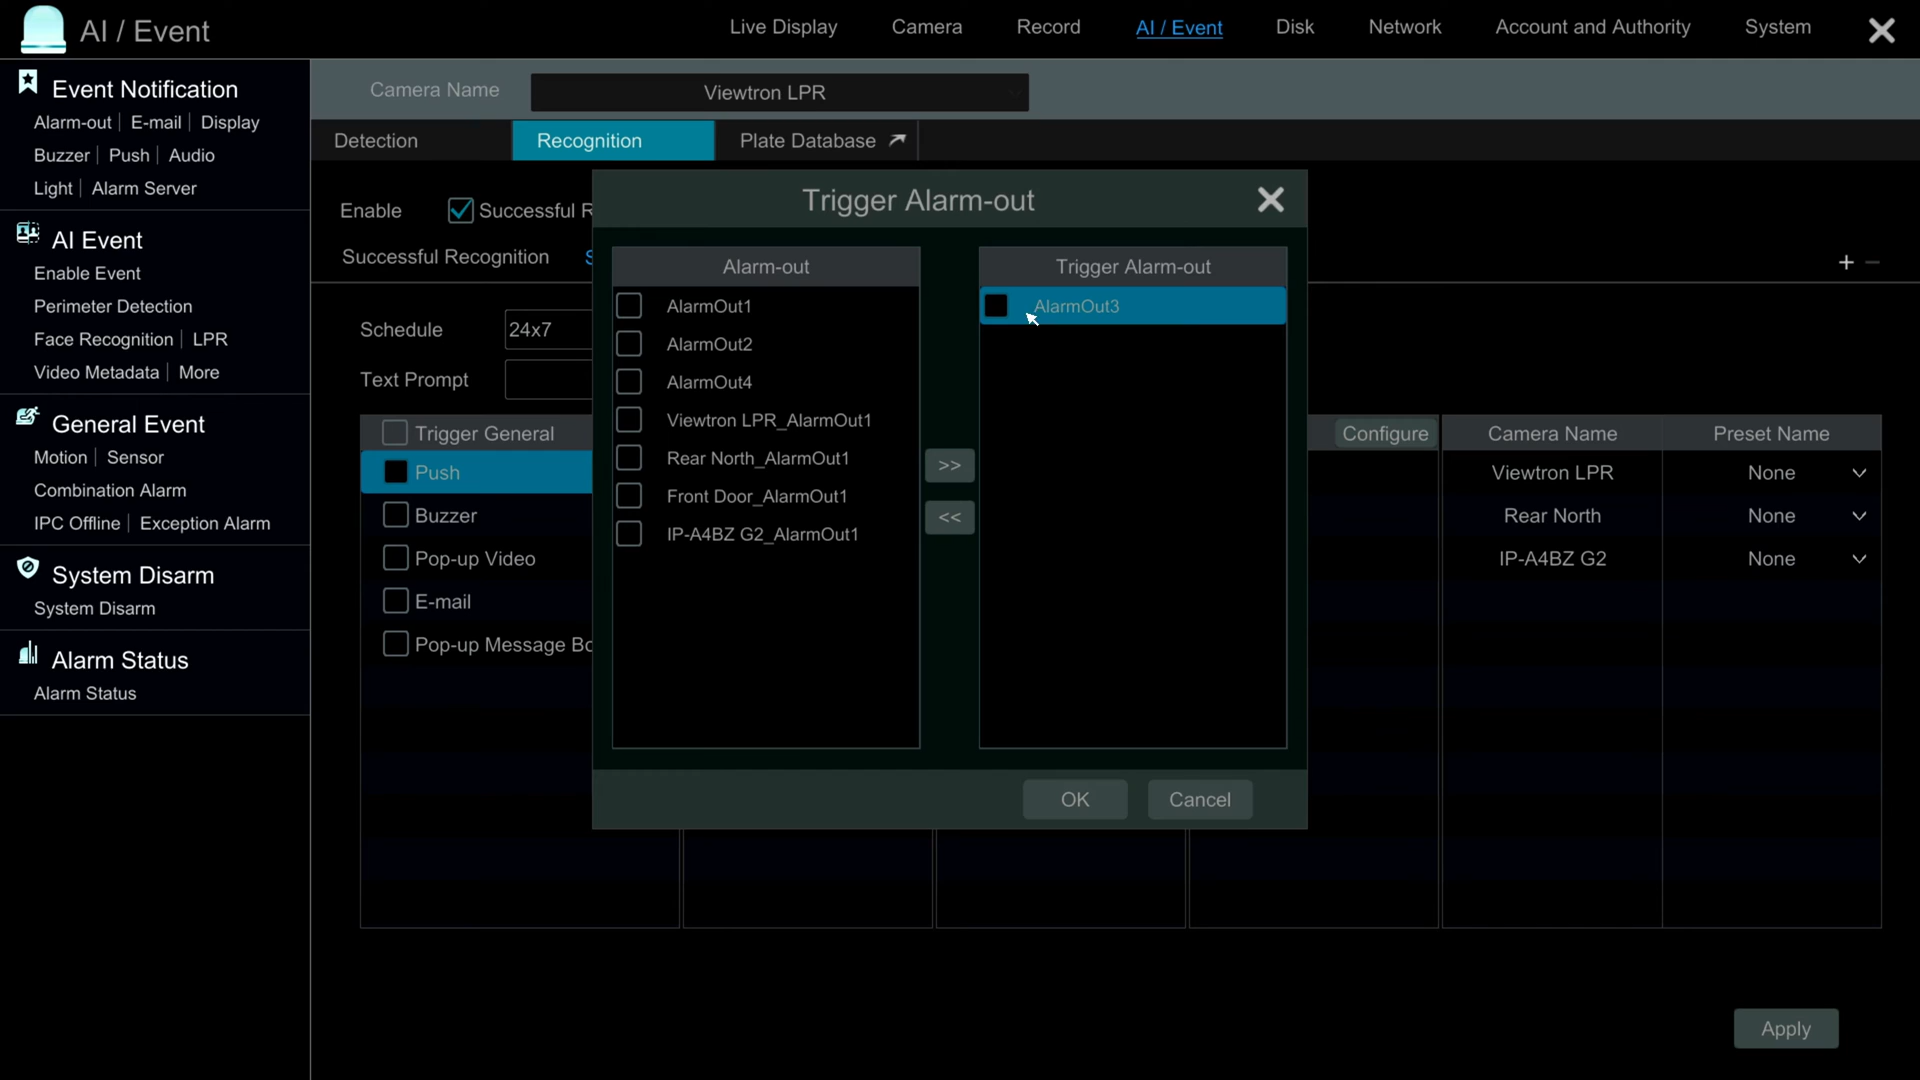 AI / Event
Live Display
Camera
Record
AI / Event
Disk
Network
Account and Authority
System
Event Notification
Alarm-out | E-mail | Display
Buzzer | Push | Audio
Light | Alarm Server
AI Event
Enable Event
Perimeter Detection
Face Recognition | LPR
Video Metadata | More
General Event
Motion | Sensor
Combination Alarm
IPC Offline | Exception Alarm
System Disarm
System Disarm
Alarm Status
Alarm Status
Camera Name
Viewtron LPR
Detection
Recognition
Plate Database
Enable
Successful R
Successful Recognition
+ −
Schedule
24x7
Text Prompt
Trigger General
Push
Buzzer
Pop-up Video
E-mail
Pop-up Message Bo
Trigger Alarm-out
Alarm-out
AlarmOut1
AlarmOut2
AlarmOut4
Viewtron LPR_AlarmOut1
Rear North_AlarmOut1
Front Door_AlarmOut1
IP-A4BZ G2_AlarmOut1
>>
<<
Trigger Alarm-out
AlarmOut3
OK
Cancel
Configure
Camera Name
Preset Name
Viewtron LPR
None
Rear North
None
IP-A4BZ G2
None
Apply